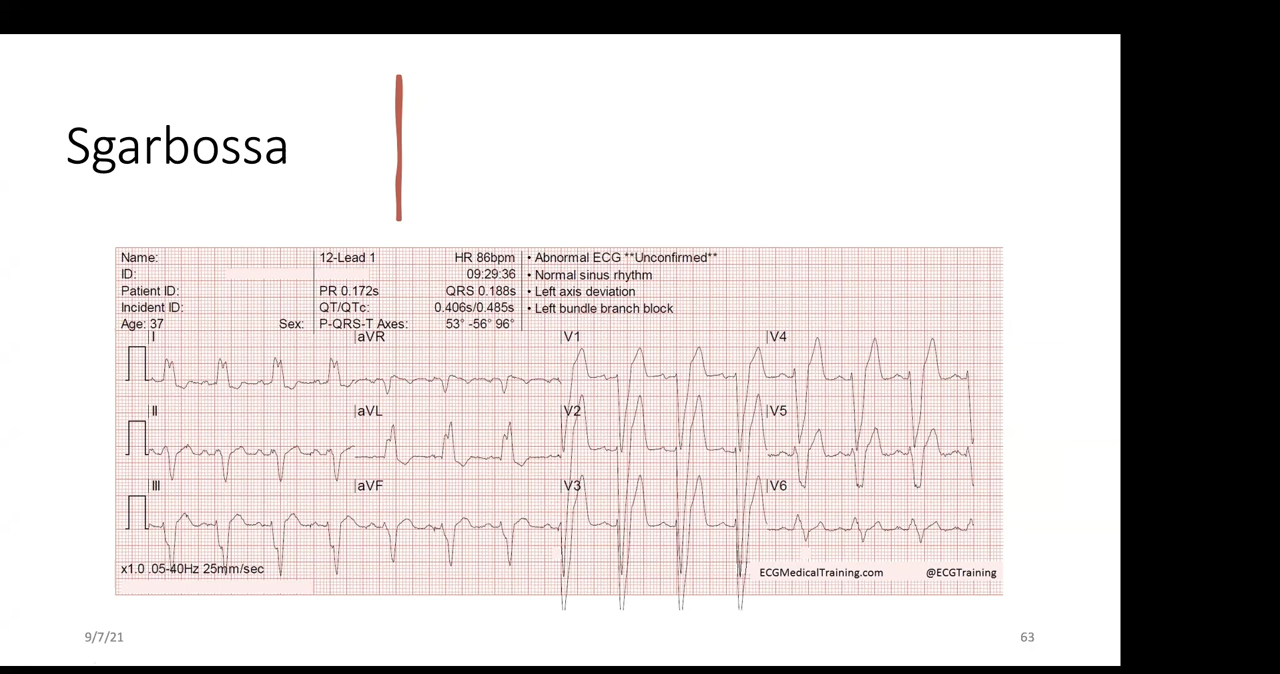 Sgarbossa
Name: 12-Lead 1 HR 86bpm • Abnormal ECG **Unconfirmed**
ID: 09:29:36 • Normal sinus rhythm
Patient ID: PR 0.172s QRS 0.188s • Left axis deviation
Incident ID: QT/QTc: 0.406s/0.485s • Left bundle branch block
Age: 37 Sex: P-QRS-T Axes: 53° -56° 96°
I aVR V1 V4
II aVL V2 V5
III aVF V3 V6
x1.0 .05-40Hz 25mm/sec
ECGMedicalTraining.com @ECGTraining
9/7/21 63